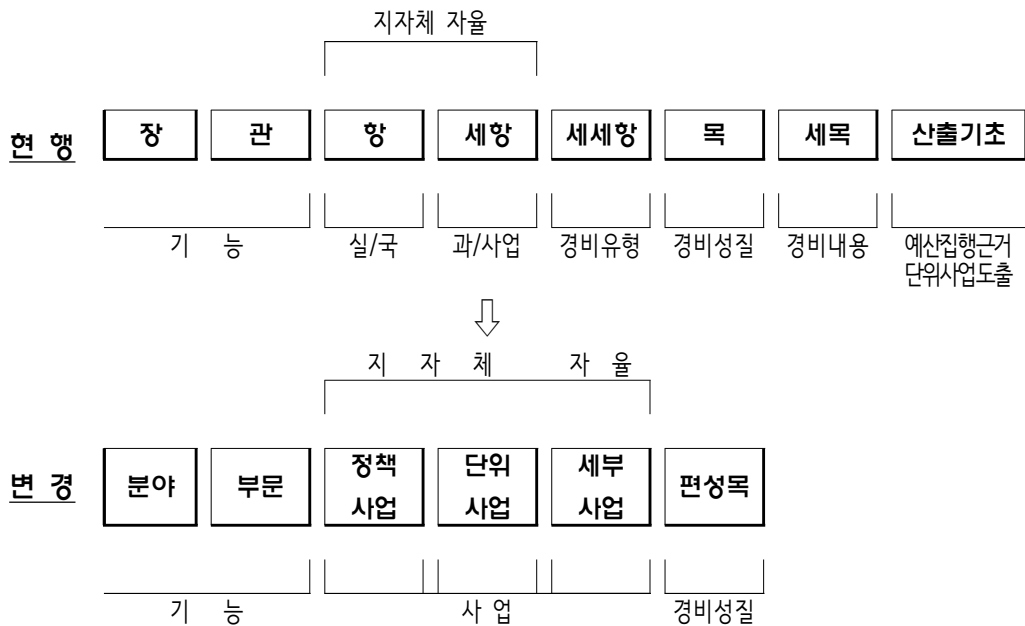 지자체 자율
현 행 장 관 항 세항 세세항 목 세목 산출기초
기 능 실/국 과/사업 경비유형 경비성질 경비내용 예산집행근거
단위사업도출
지 자 체 자 율
변 경 분야 부문 정책 단위 세부 편성목
사업 사업 사업
기 능 사 업 경비성질